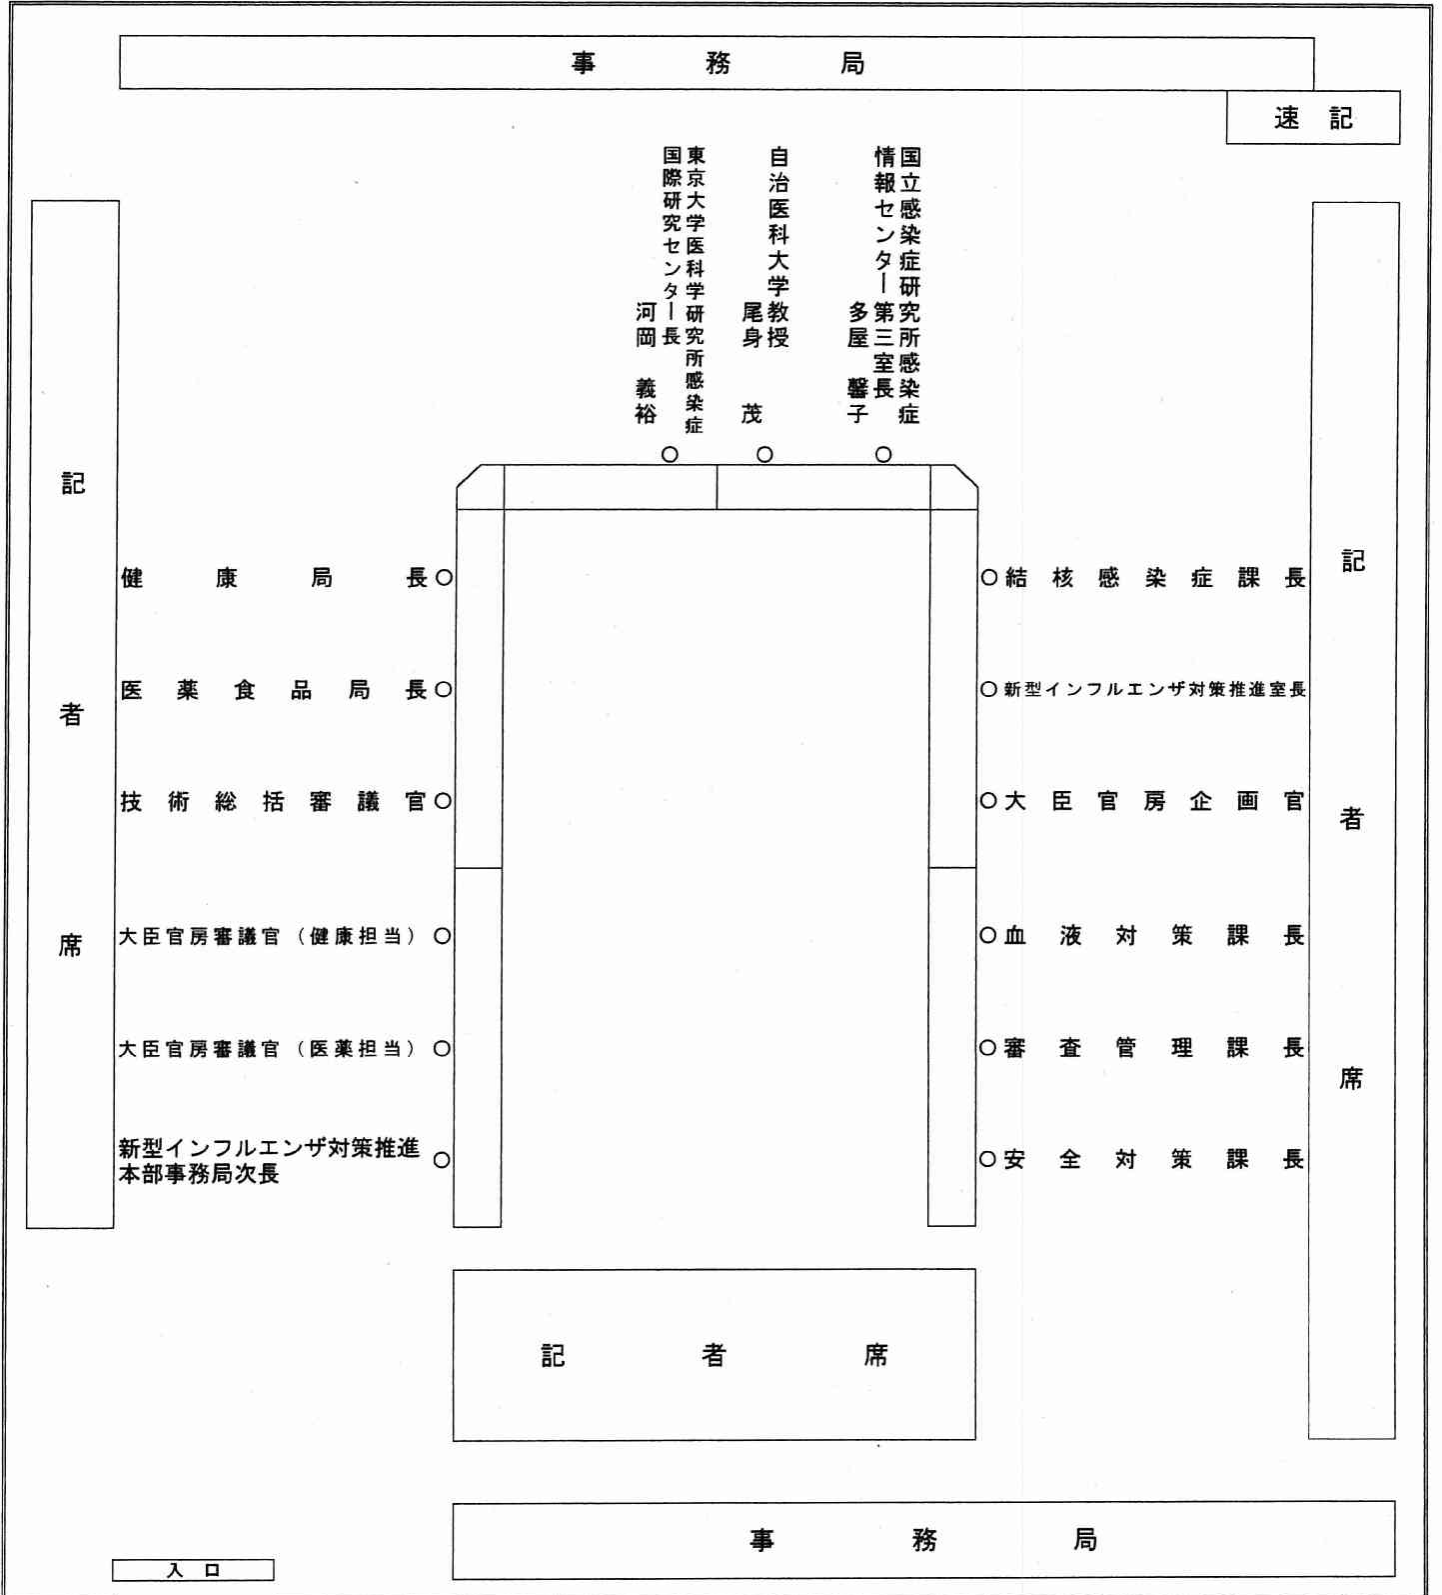 事務局
速記
国立感染症研究所感染症
情報センター第三室長
多屋 馨子
自治医科大学教授
尾身 茂
東京大学医科学研究所感染症
国際研究センター長
河岡 義裕
記者席
健康局長○
医薬食品局長○
技術総括審議官○
大臣官房審議官（健康担当）○
大臣官房審議官（医薬担当）○
新型インフルエンザ対策推進
本部事務局次長
○
○結核感染症課長
○新型インフルエンザ対策推進室長
○大臣官房企画官
○血液対策課長
○審査管理課長
○安全対策課長
記者席
記者席
事務局
入口